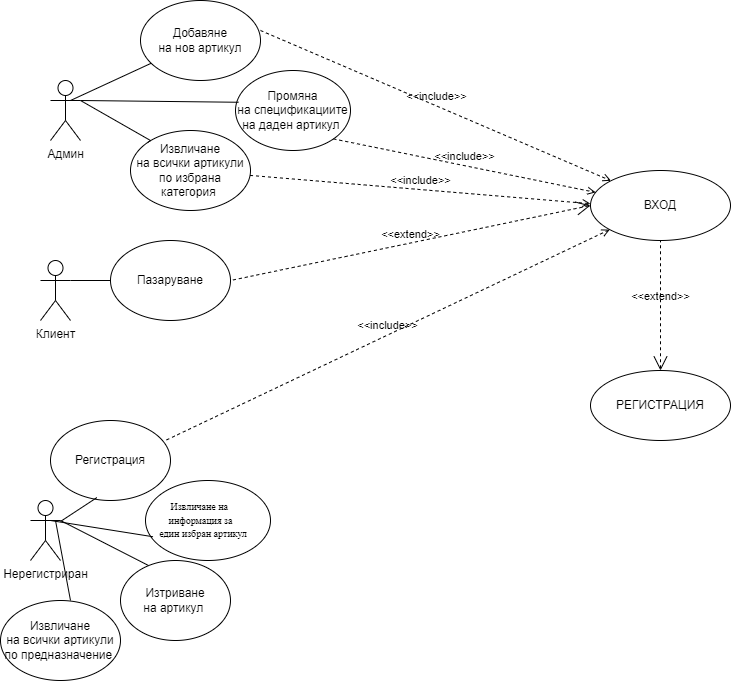 Добавяне
на нов артикул
<<include>>
Промяна
на спецификациите
на даден артикул
<<include>>
Админ
Извличане
на всички артикули
по избрана
категория
<<include>>
ВХОД
<<extend>>
Пазаруване
Клиент
<<extend>>
<<include>>
РЕГИСТРАЦИЯ
Регистрация
Извличане на
информация за
един избран артикул
Нерегистриран
Изтриване
на артикул
Извличане
на всички артикули
по предназначение